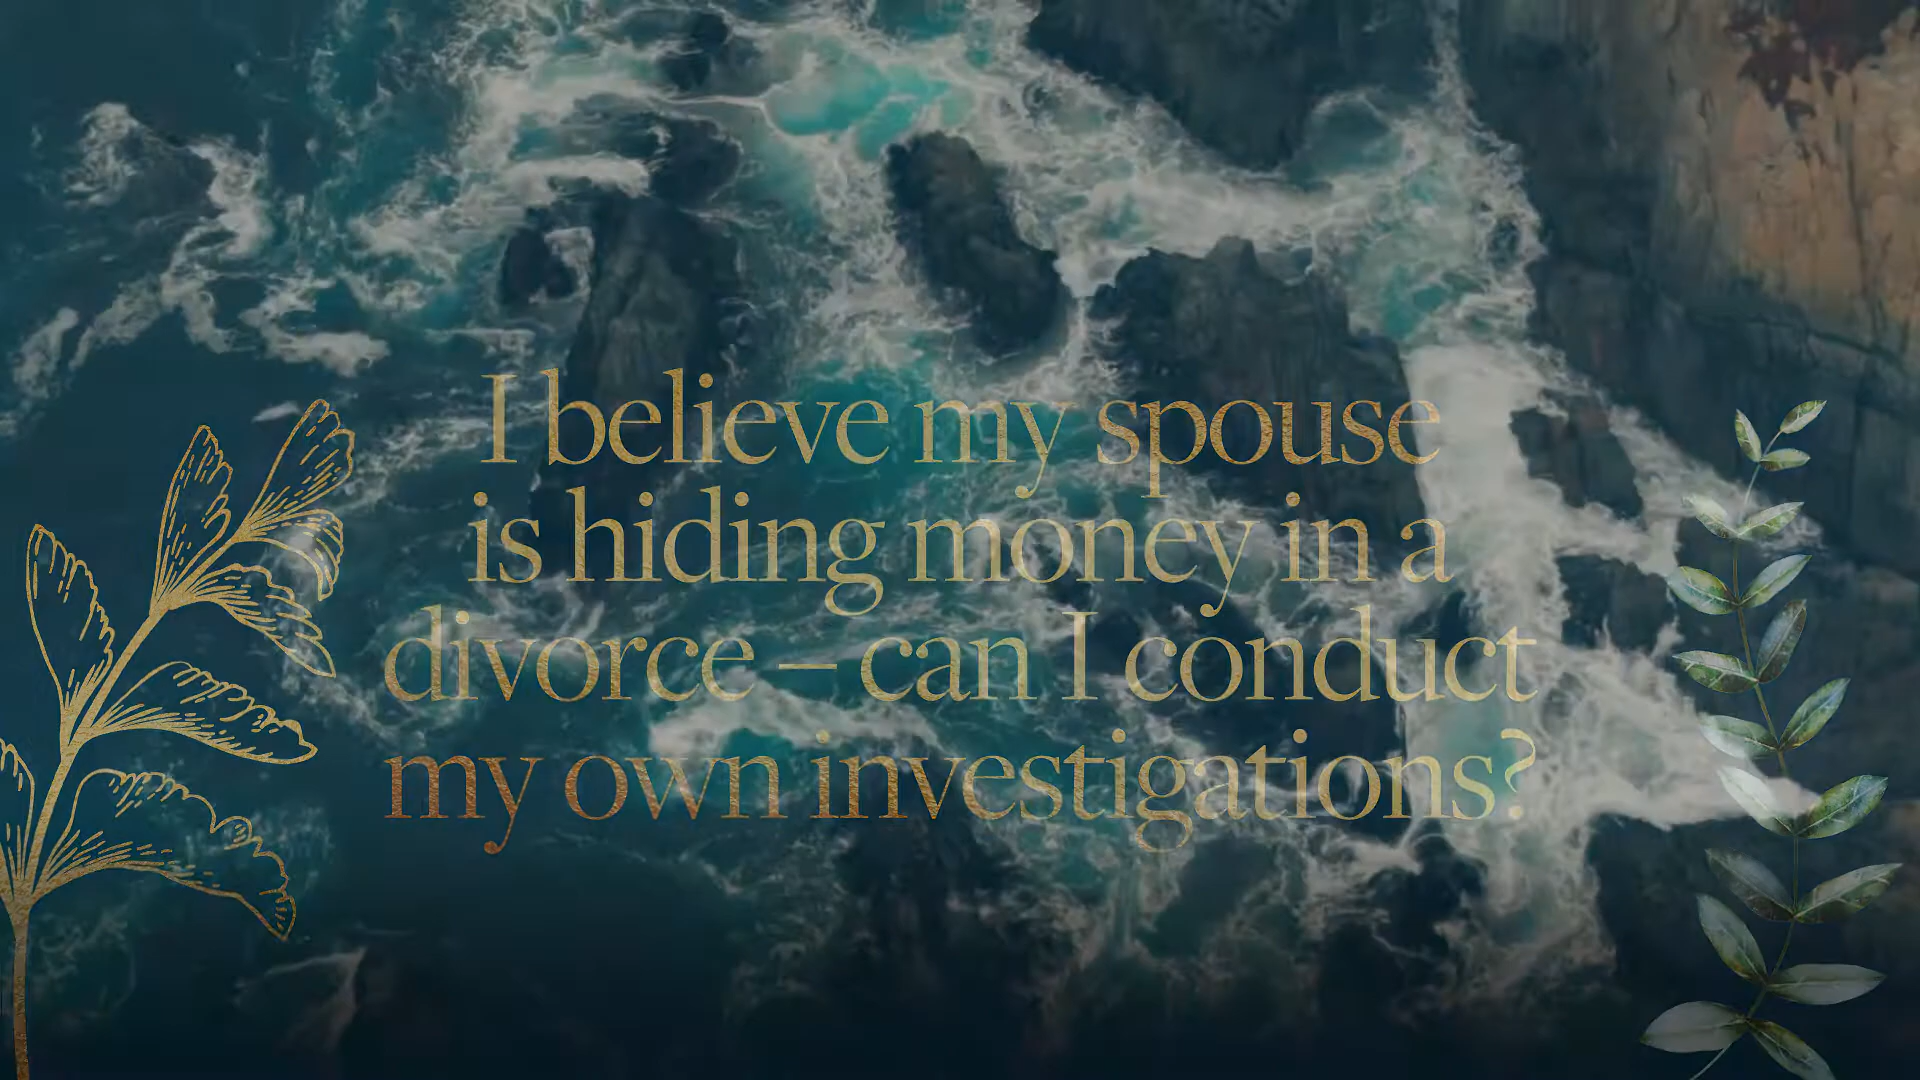 I believe my spouse
is hiding money in a
divorce – can I conduct
my own investigations?